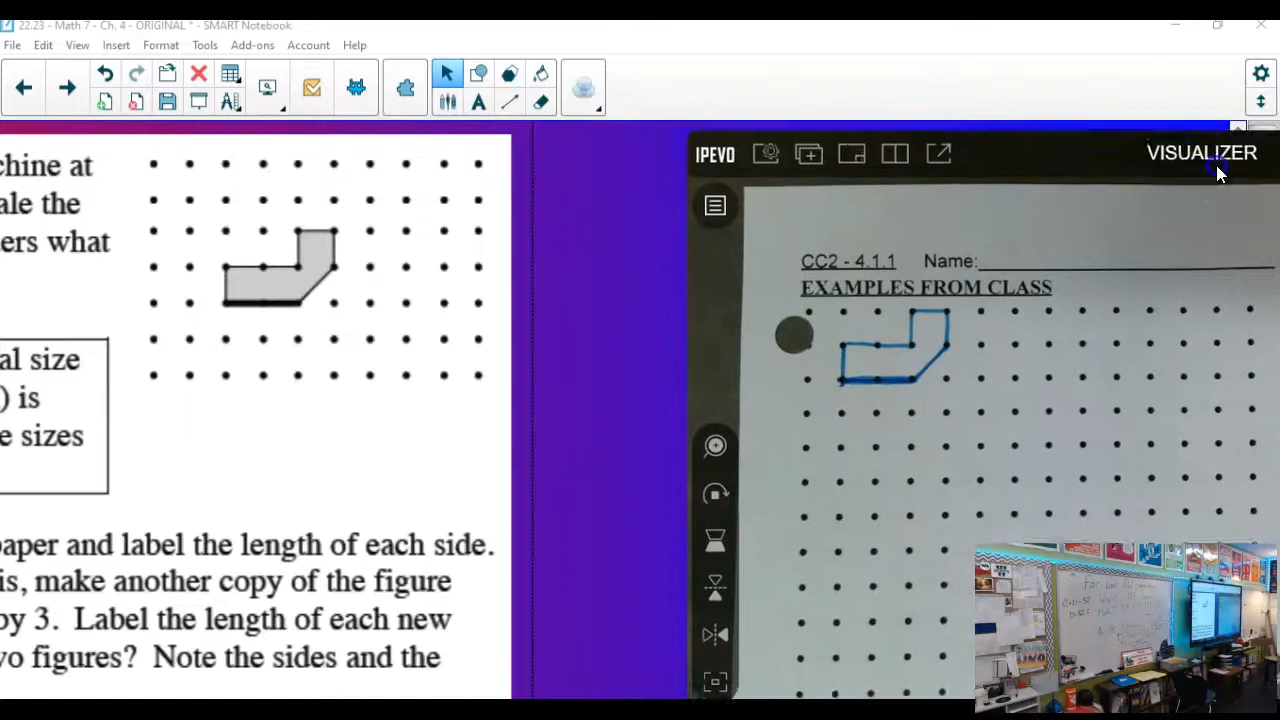 22.23 - Math 7 - Ch. 4 - ORIGINAL * - SMART Notebook
File Edit View Insert Format Tools Add-ons Account Help
chine at
ale the
ers what
al size
) is
e sizes
paper and label the length of each side.
is, make another copy of the figure
by 3. Label the length of each new
vo figures? Note the sides and the
IPEVO
VISUALIZER
CC2 - 4.1.1 Name:
EXAMPLES FROM CLASS
For our